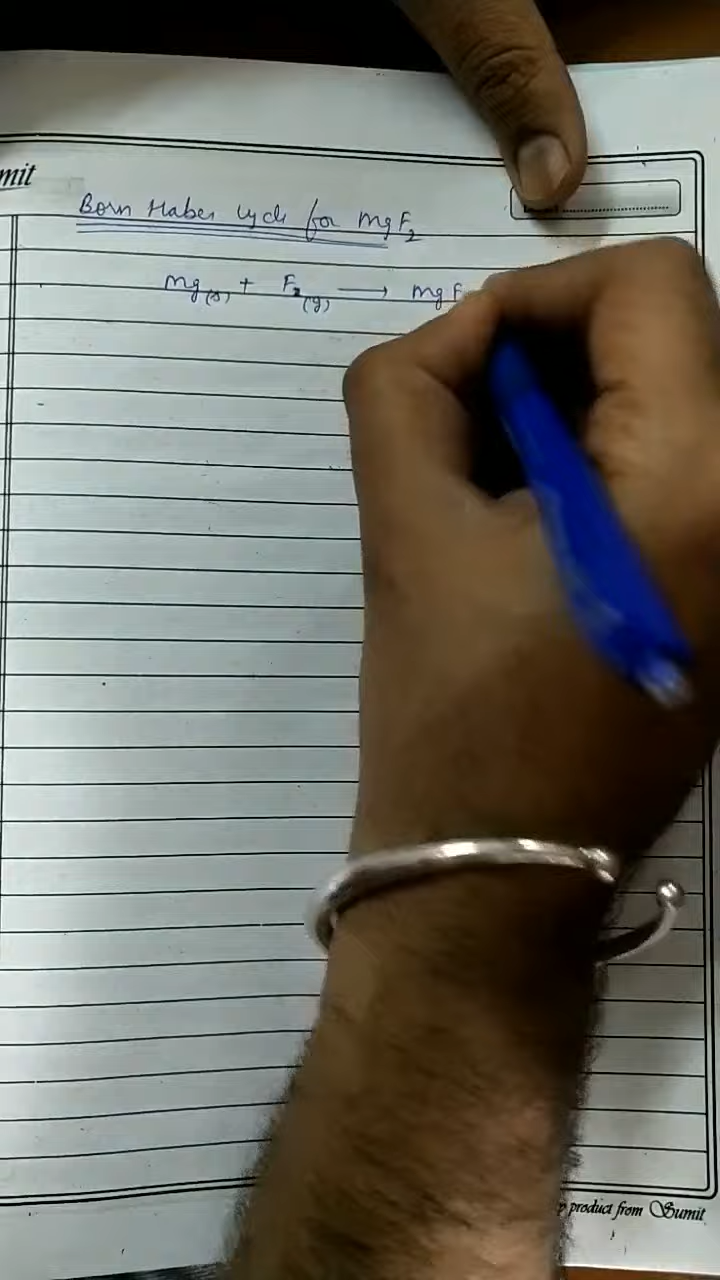 mit
Born Haber Cycle for MgF₂
Mg(s) + F₂(g) → MgF
product from Sumit